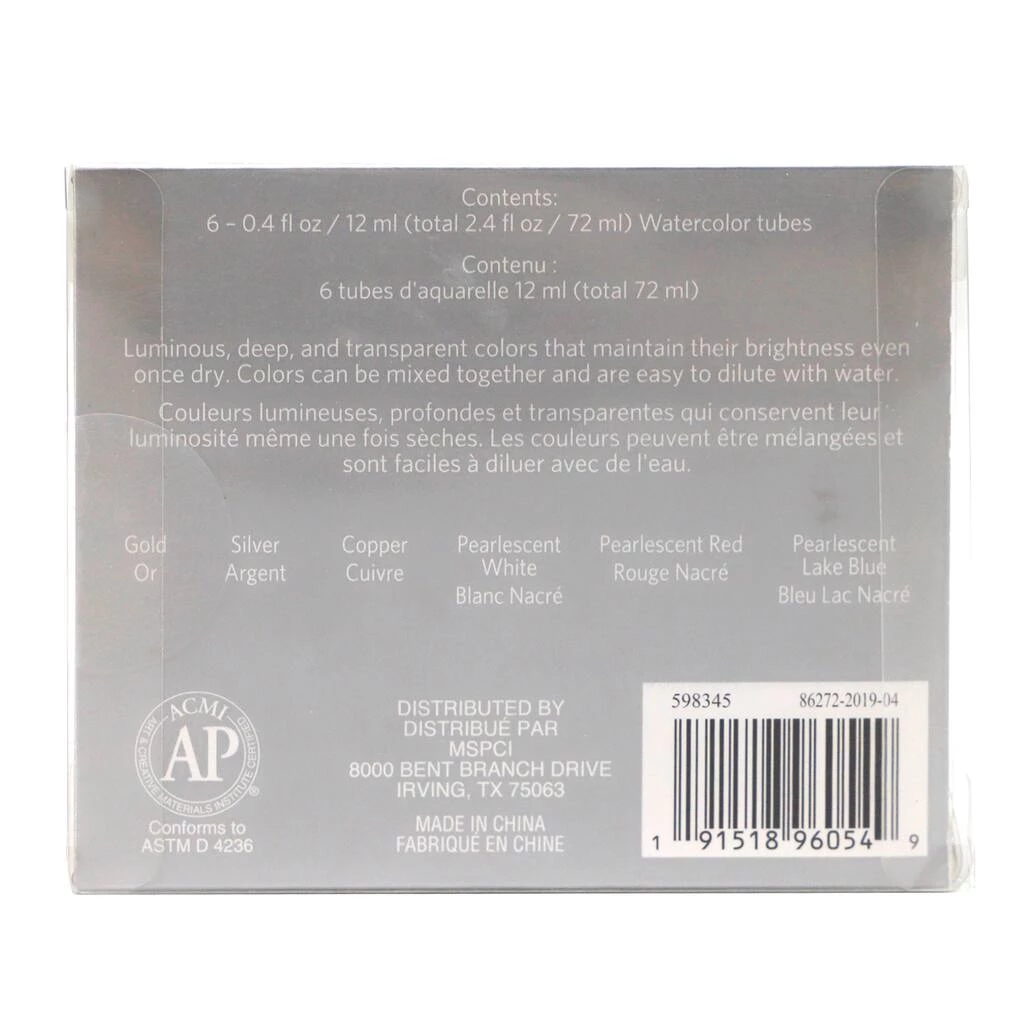 Contents:
6 – 0.4 fl oz / 12 ml (total 2.4 fl oz / 72 ml) Watercolor tubes
Contenu :
6 tubes d'aquarelle 12 ml (total 72 ml)
Luminous, deep, and transparent colors that maintain their brightness even
once dry. Colors can be mixed together and are easy to dilute with water.
Couleurs lumineuses, profondes et transparentes qui conservent leur
luminosité même une fois sèches. Les couleurs peuvent être mélangées et
sont faciles à diluer avec de l'eau.
Gold
Or
Silver
Argent
Copper
Cuivre
Pearlescent
White
Blanc Nacré
Pearlescent Red
Rouge Nacré
Pearlescent
Lake Blue
Bleu Lac Nacré
ACMI
AP
ART & CREATIVE MATERIALS INSTITUTE CERTIFIED
®
Conforms to
ASTM D 4236
DISTRIBUTED BY
DISTRIBUÉ PAR
MSPCI
8000 BENT BRANCH DRIVE
IRVING, TX 75063
MADE IN CHINA
FABRIQUÉ EN CHINE
598345 86272-2019-04
1 91518 96054 9